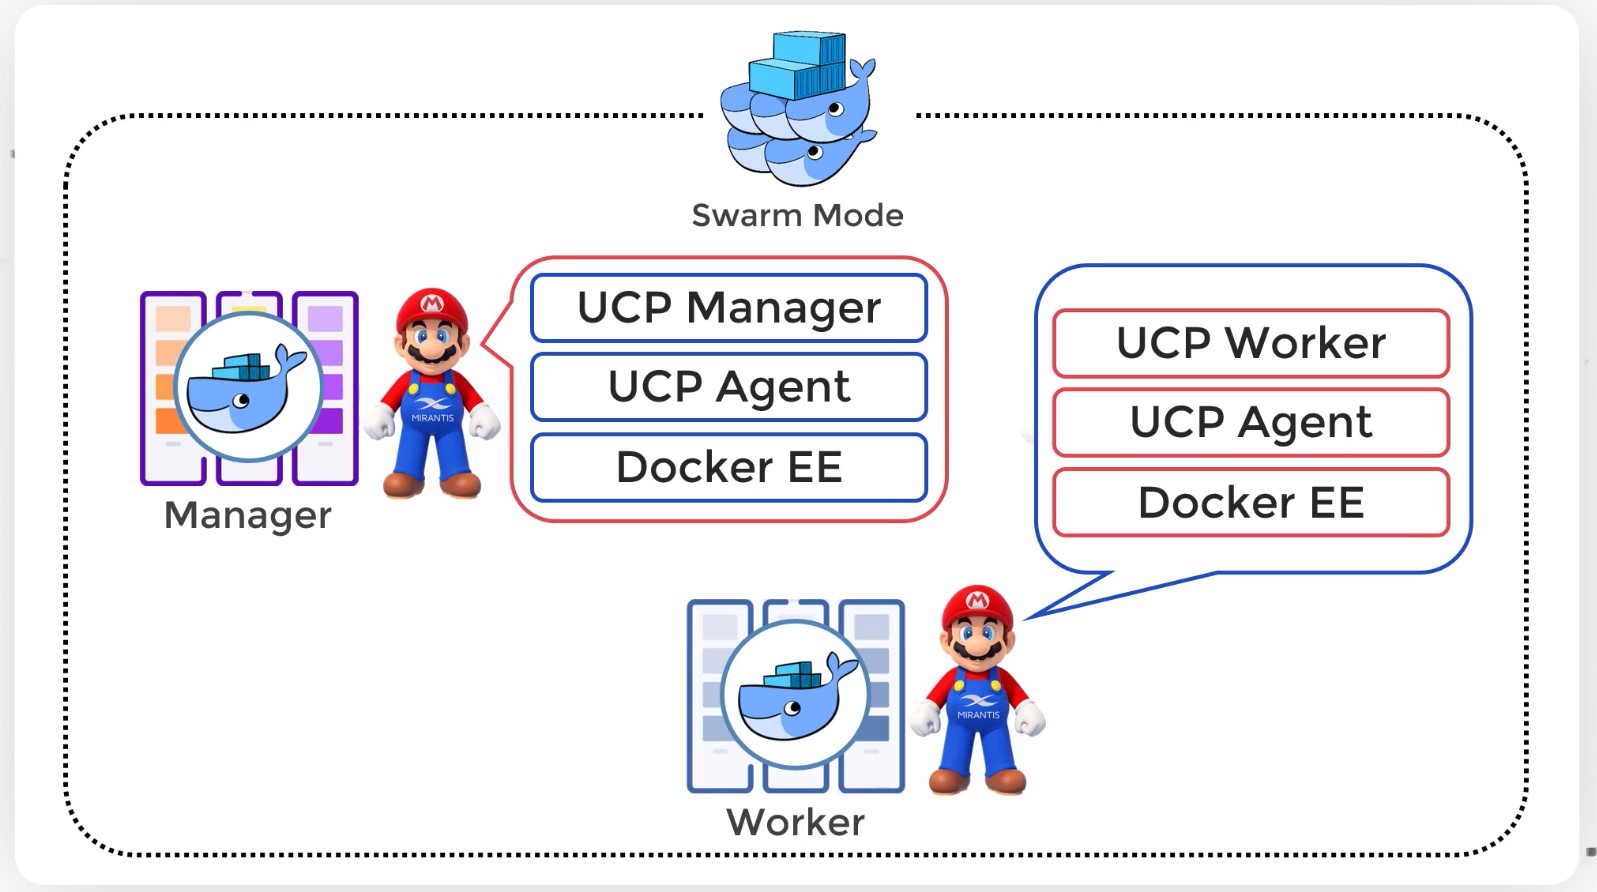 Swarm Mode
UCP Manager
UCP Agent
Docker EE
M
MIRANTIS
Manager
UCP Worker
UCP Agent
Docker EE
M
MIRANTIS
Worker